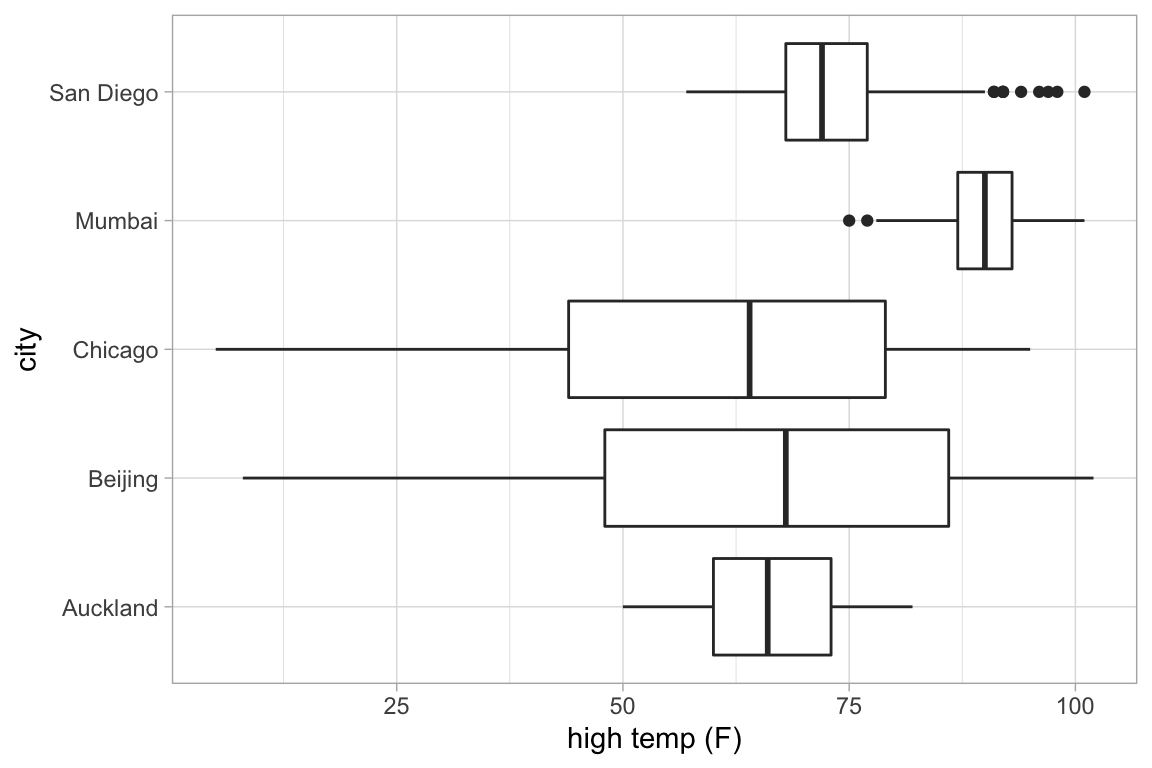 San Diego
Mumbai
Chicago
Beijing
Auckland
city
25 50 75 100
high temp (F)